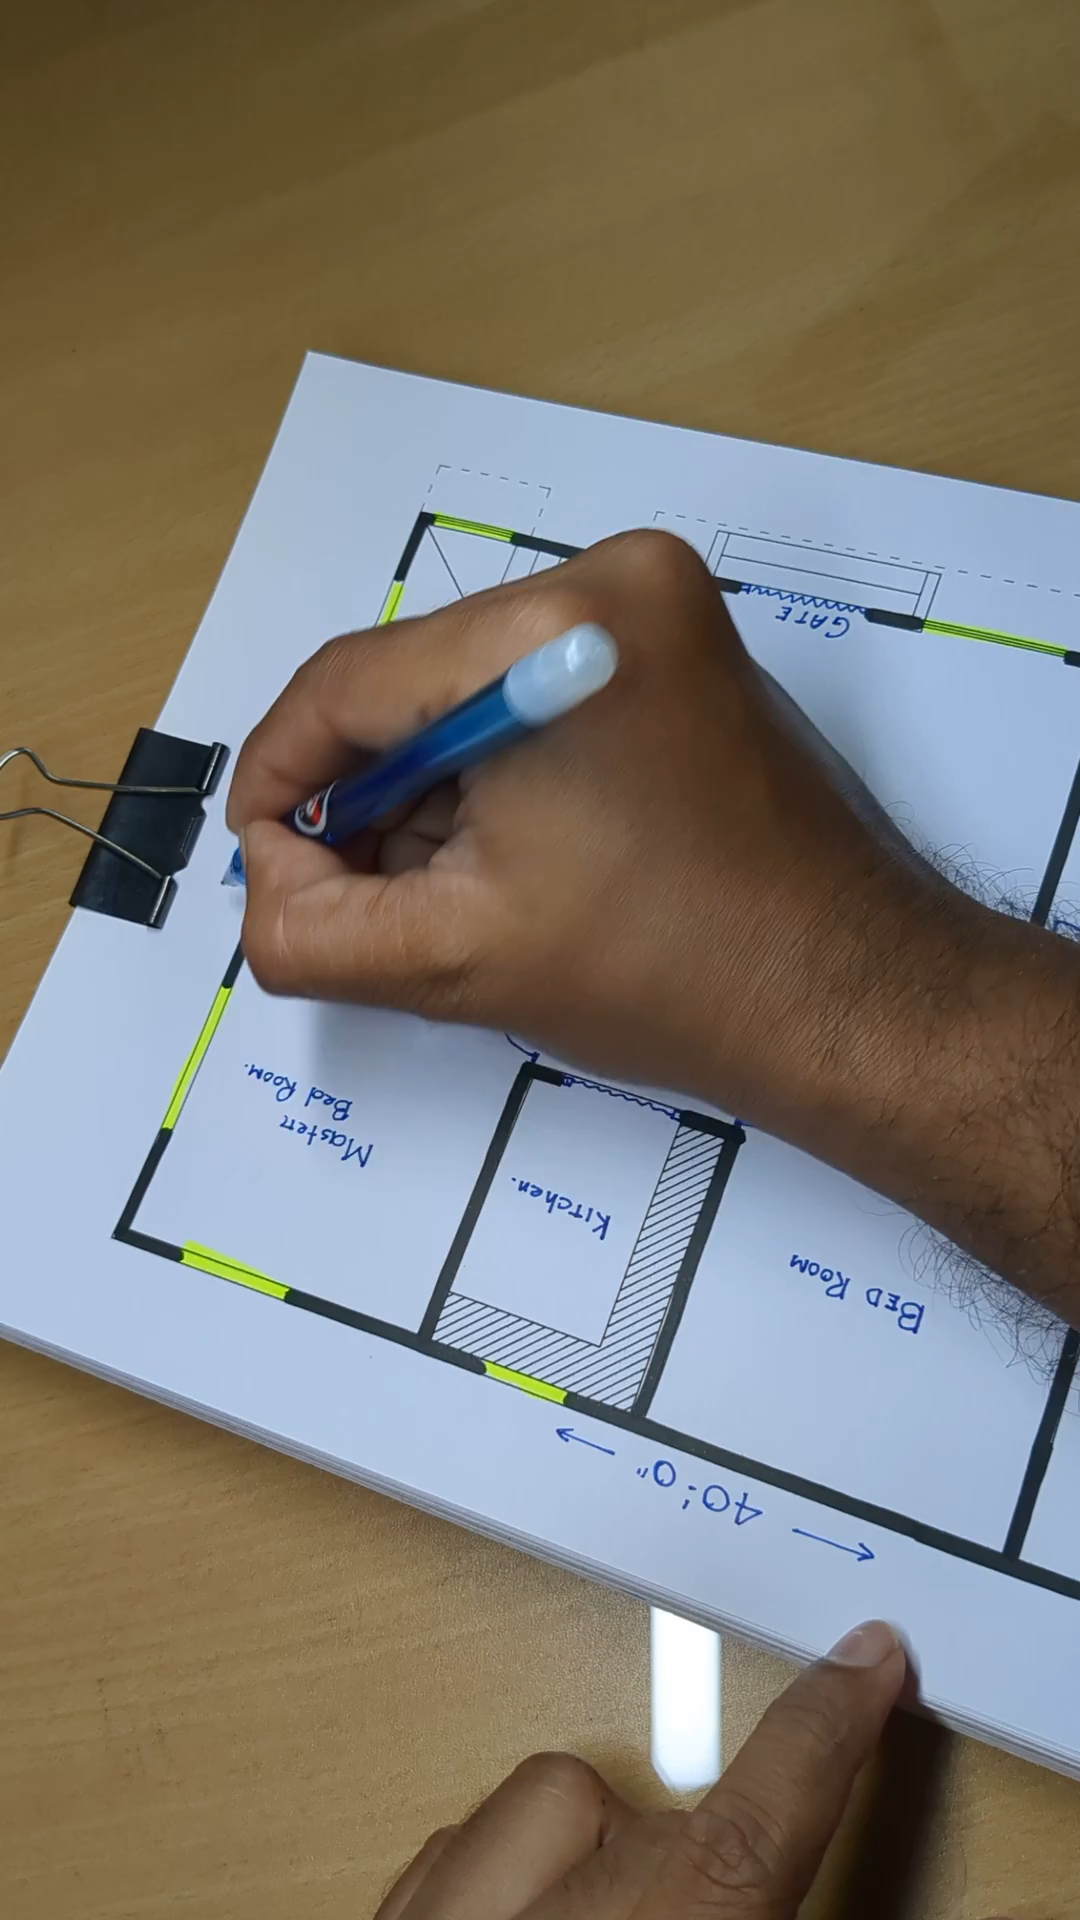 GATE
Master
Bed Room.
Kitchen.
BED ROOM
40'.0"